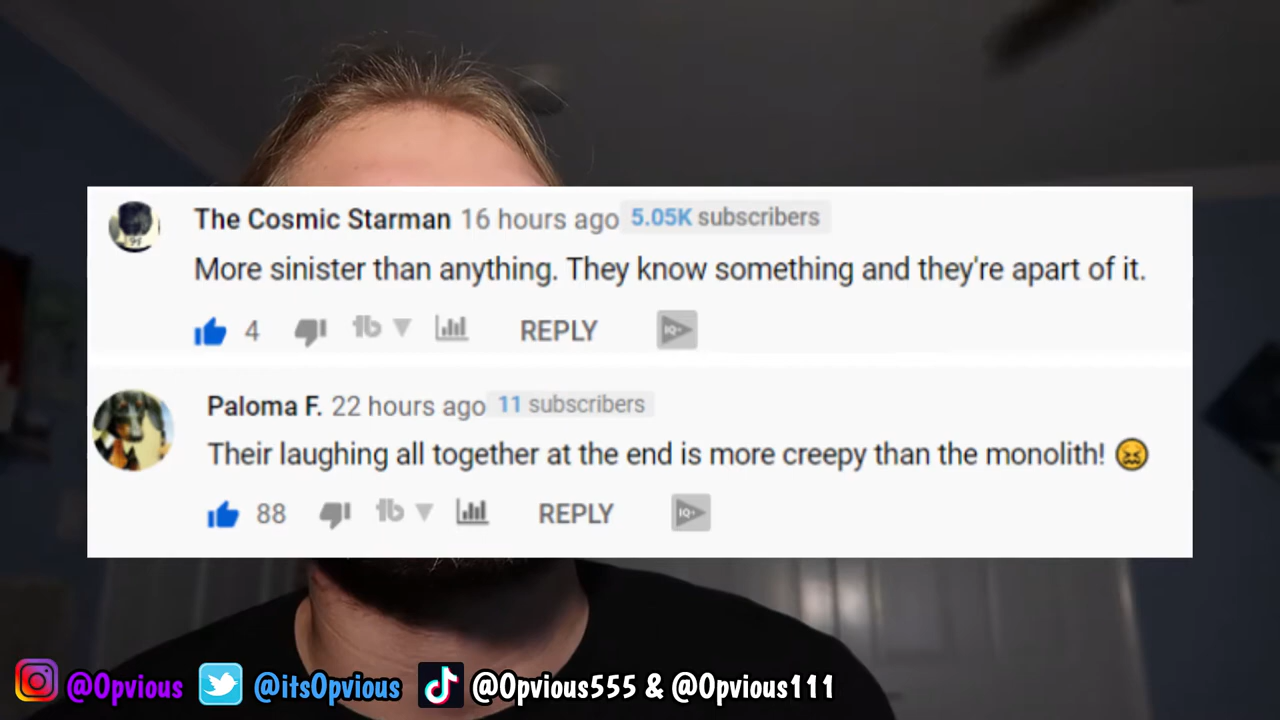 The Cosmic Starman 16 hours ago 5.05K subscribers
More sinister than anything. They know something and they're apart of it.
4 REPLY IQ+
Paloma F. 22 hours ago 11 subscribers
Their laughing all together at the end is more creepy than the monolith! 😖
88 REPLY IQ+
@Opvious @itsOpvious @Opvious555 & @Opvious111